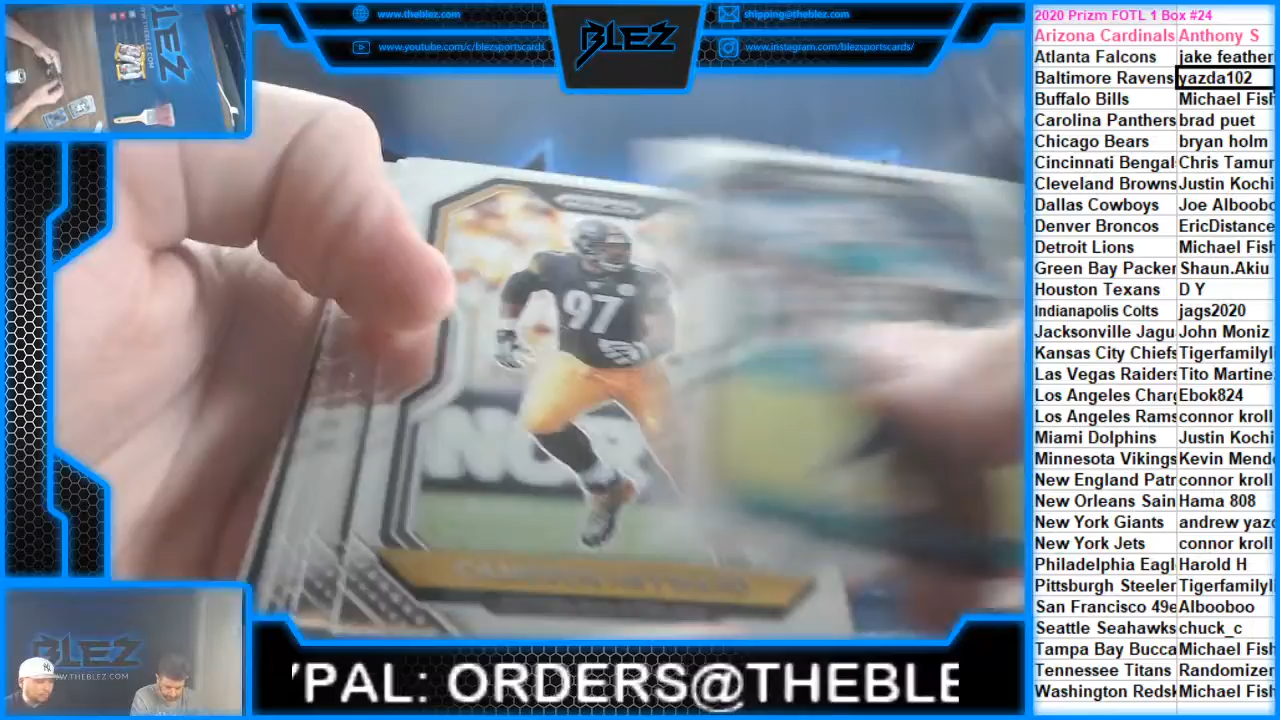 www.theblez.com
shipping@theblez.com
www.youtube.com/c/blezsportscards
www.instagram.com/blezsportscards/
BLEZ
BLEZ
97
BLEZ
WWW.THEBLEZ.COM
YPAL: ORDERS@THEBLE
2020 Prizm FOTL 1 Box #24
Arizona Cardinals Anthony S
Atlanta Falcons jake feather
Baltimore Ravens yazda102
Buffalo Bills Michael Fish
Carolina Panthers brad puet
Chicago Bears bryan holm
Cincinnati Bengal Chris Tamur
Cleveland Browns Justin Kochi
Dallas Cowboys Joe Alboobo
Denver Broncos EricDistance
Detroit Lions Michael Fish
Green Bay Packer Shaun.Akiu
Houston Texans D Y
Indianapolis Colts jags2020
Jacksonville Jagu John Moniz
Kansas City Chiefs Tigerfamilyl
Las Vegas Raiders Tito Martine
Los Angeles Charg Ebok824
Los Angeles Rams connor kroll
Miami Dolphins Justin Kochi
Minnesota Vikings Kevin Mend
New England Patr connor kroll
New Orleans Sain Hama 808
New York Giants andrew yaz
New York Jets connor kroll
Philadelphia Eagl Harold H
Pittsburgh Steeler Tigerfamilyl
San Francisco 49e Albooboo
Seattle Seahawks chuck_c
Tampa Bay Bucca Michael Fish
Tennessee Titans Randomizer
Washington Redsk Michael Fish